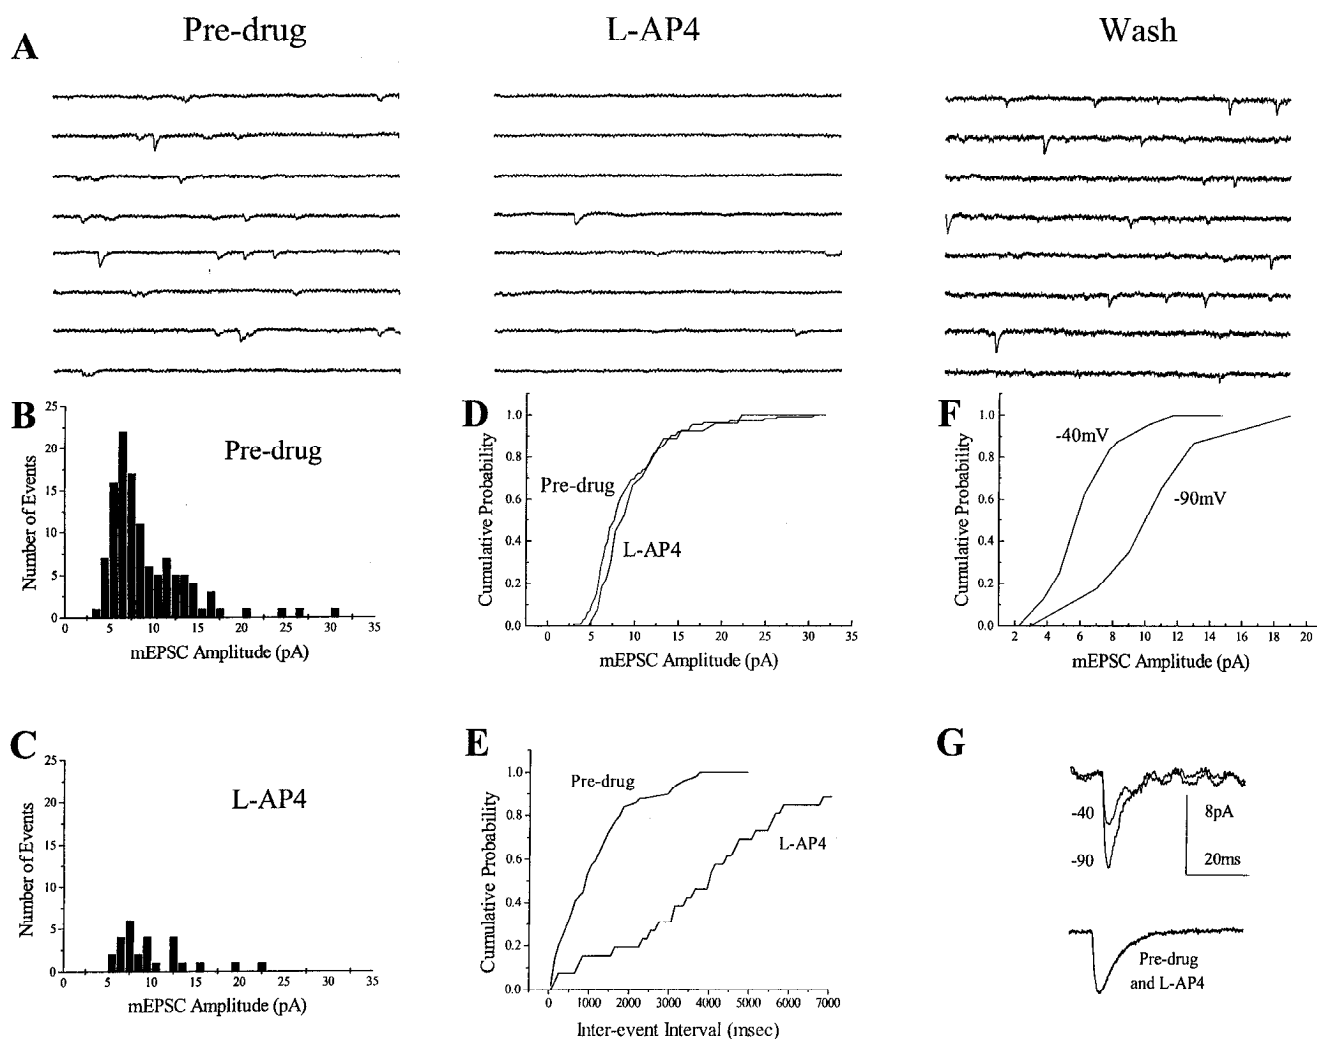 Pre-drug L-AP4 Wash
A
B
25
20
15
10
5
0
Number of Events
Pre-drug
0 5 10 15 20 25 30 35
mEPSC Amplitude (pA)
D
1.0
0.8
0.6
0.4
0.2
0.0
Cumulative Probability
Pre-drug
L-AP4
0 5 10 15 20 25 30 35
mEPSC Amplitude (pA)
F
1.0
0.8
0.6
0.4
0.2
0.0
Cumulative Probability
-40mV
-90mV
2 4 6 8 10 12 14 16 18 20
mEPSC Amplitude (pA)
C
25
20
15
10
5
0
Number of Events
L-AP4
0 5 10 15 20 25 30 35
mEPSC Amplitude (pA)
E
1.0
0.8
0.6
0.4
0.2
0.0
Cumulative Probability
Pre-drug
L-AP4
0 1000 2000 3000 4000 5000 6000 7000
Inter-event Interval (msec)
G
-40
8pA
-90
20ms
Pre-drug
and L-AP4